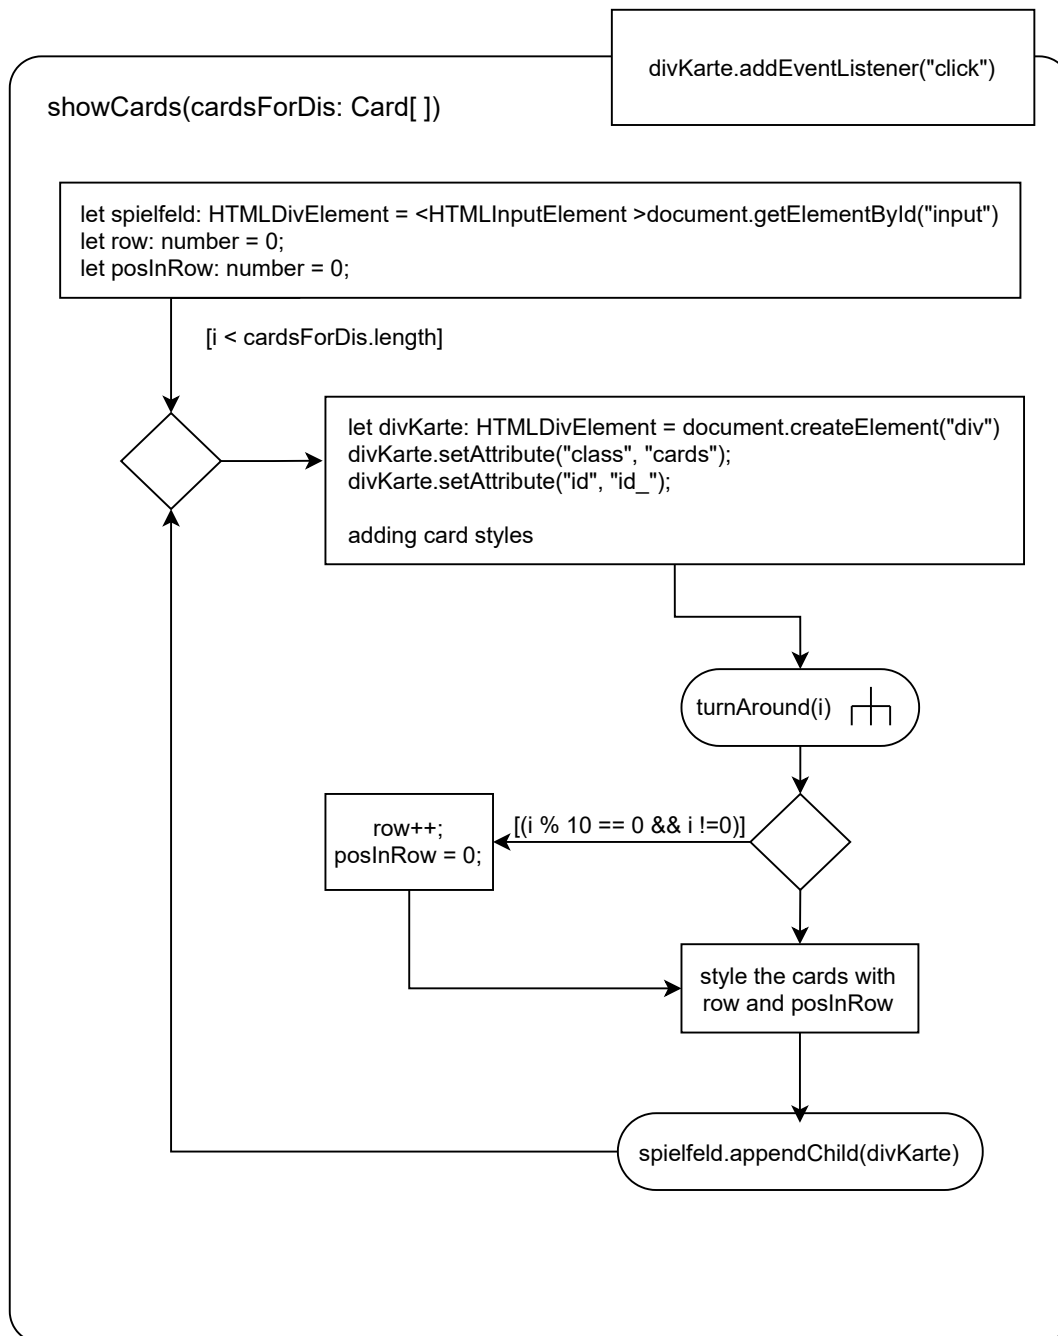 divKarte.addEventListener("click")
showCards(cardsForDis: Card[ ])
let spielfeld: HTMLDivElement = <HTMLInputElement >document.getElementById("input")
let row: number = 0;
let posInRow: number = 0;
[i < cardsForDis.length]
let divKarte: HTMLDivElement = document.createElement("div")
divKarte.setAttribute("class", "cards");
divKarte.setAttribute("id", "id_");
adding card styles
turnAround(i)
[(i % 10 == 0 && i !=0)]
row++;
posInRow = 0;
style the cards with
row and posInRow
spielfeld.appendChild(divKarte)